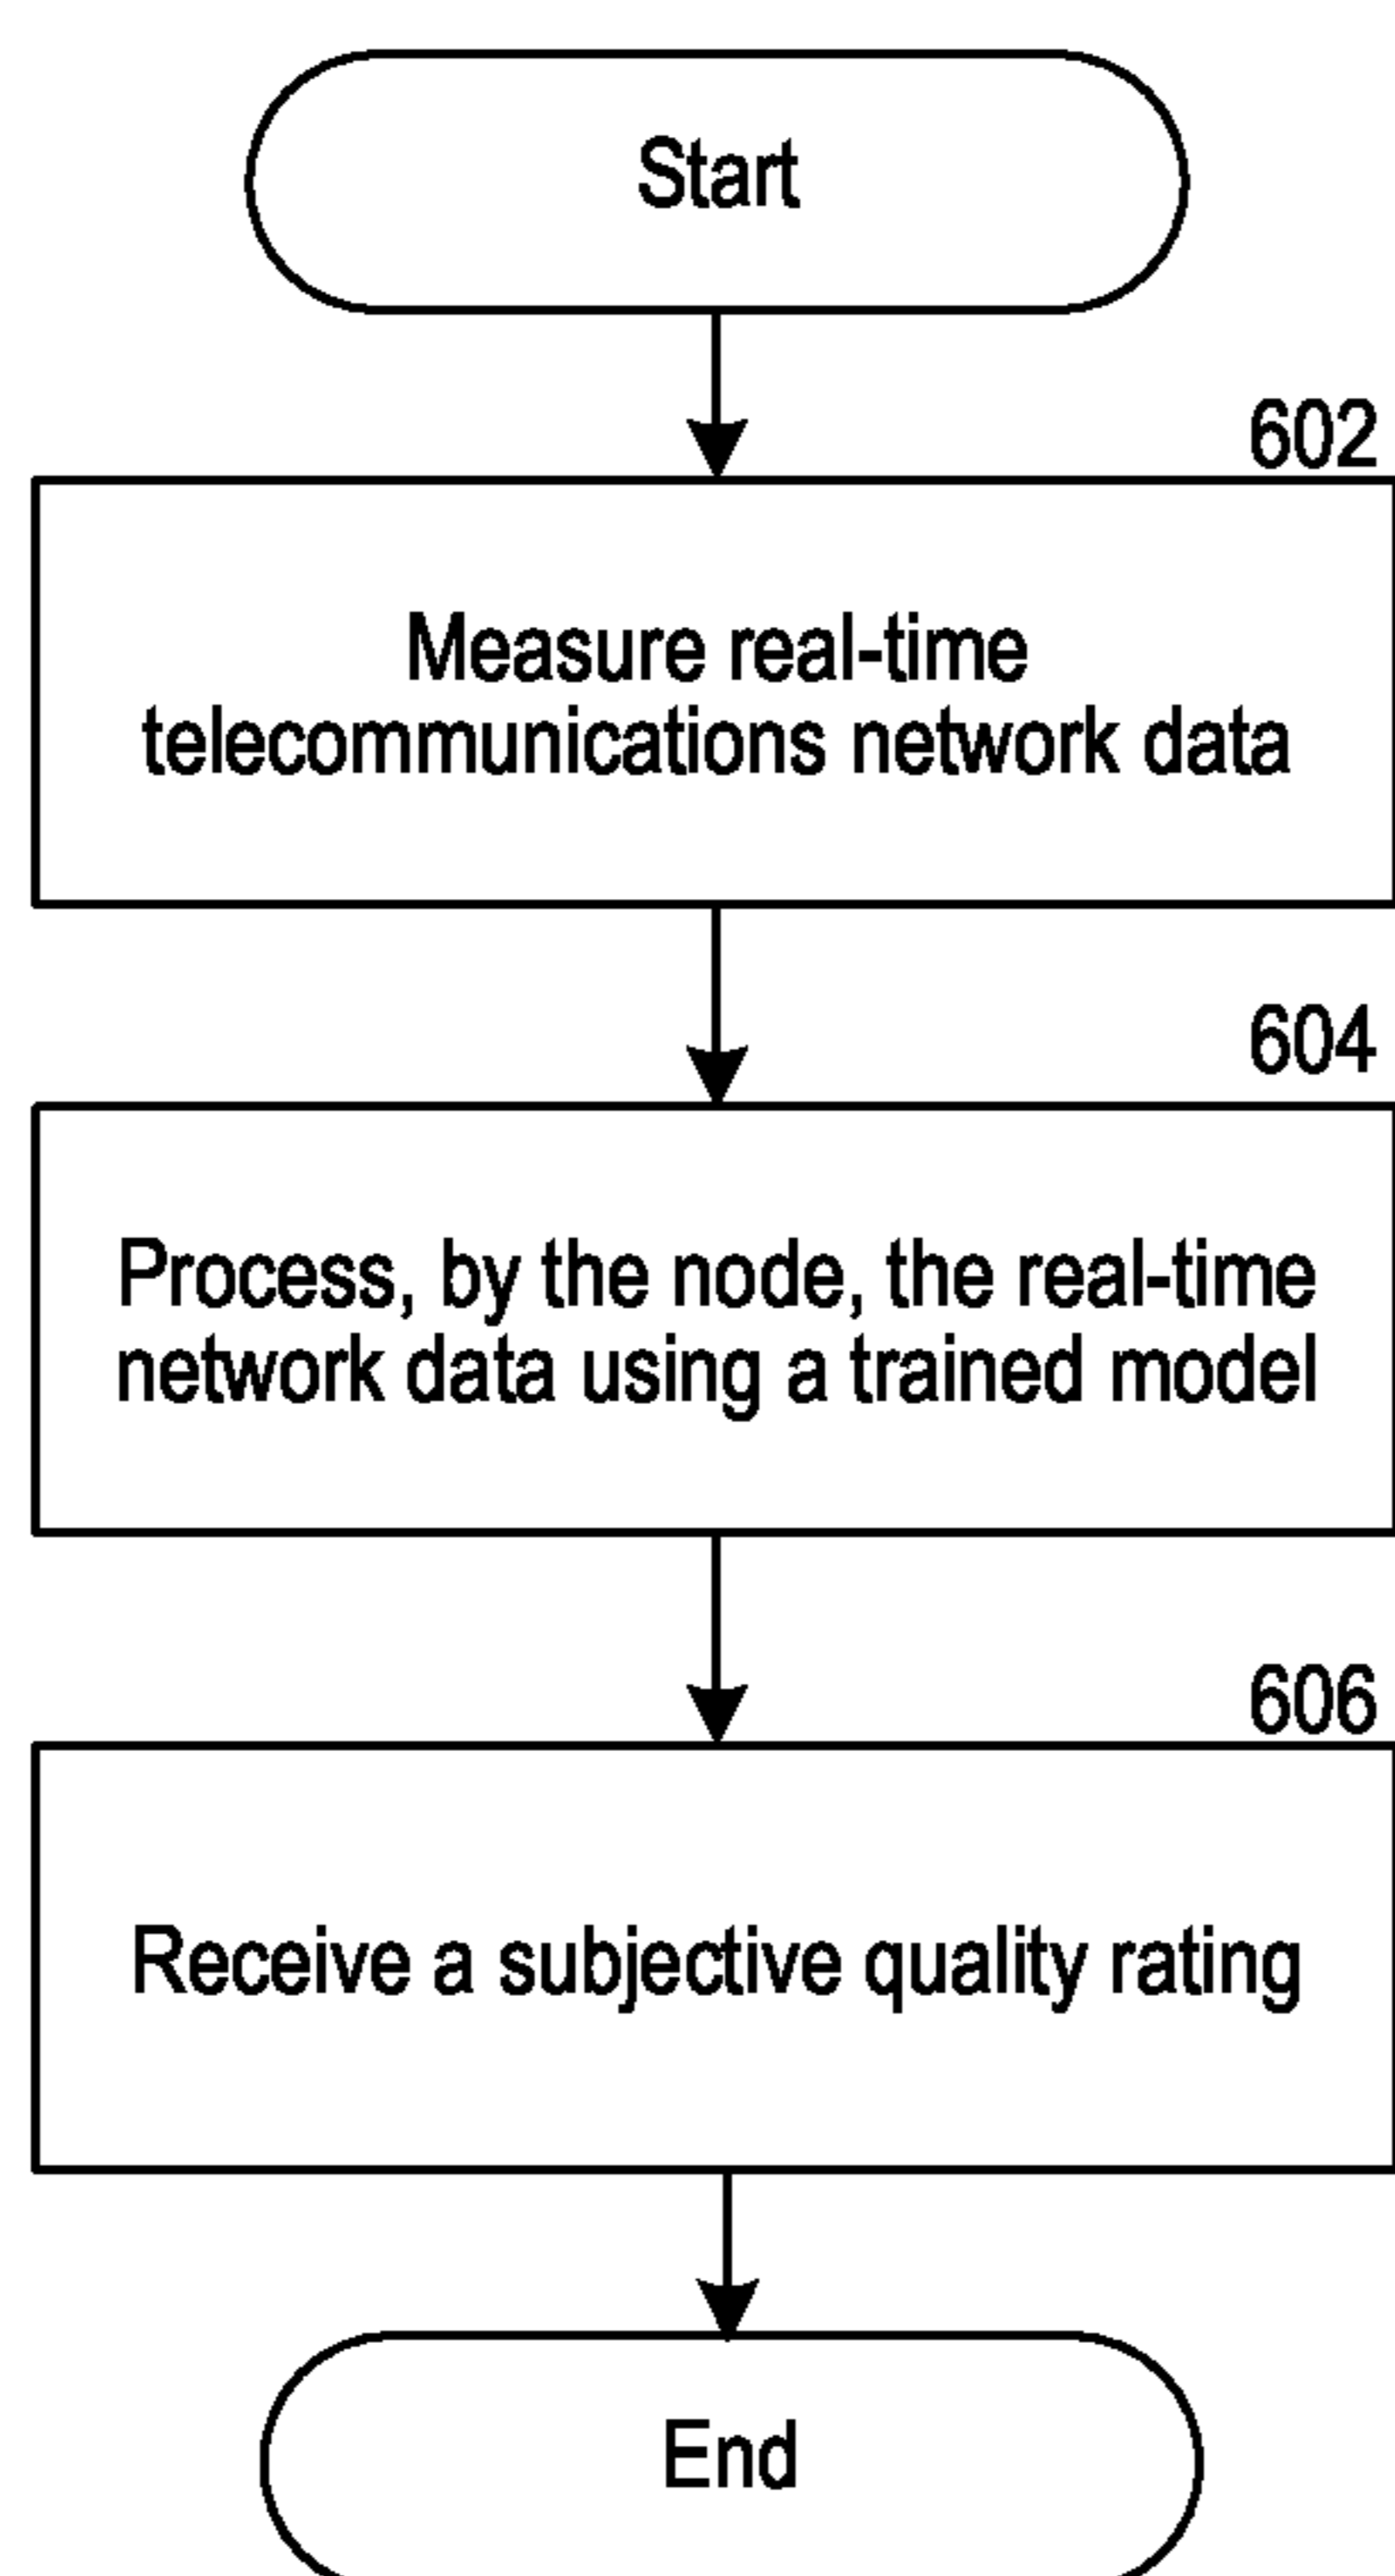 Start
602
Measure real-time
telecommunications network data
604
Process, by the node, the real-time
network data using a trained model
606
Receive a subjective quality rating
End